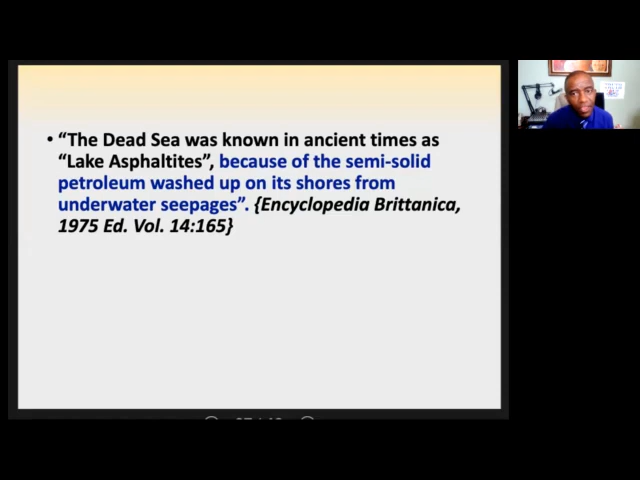 • “The Dead Sea was known in ancient times as
“Lake Asphaltites”, because of the semi-solid
petroleum washed up on its shores from
underwater seepages”. {Encyclopedia Brittanica,
1975 Ed. Vol. 14:165}